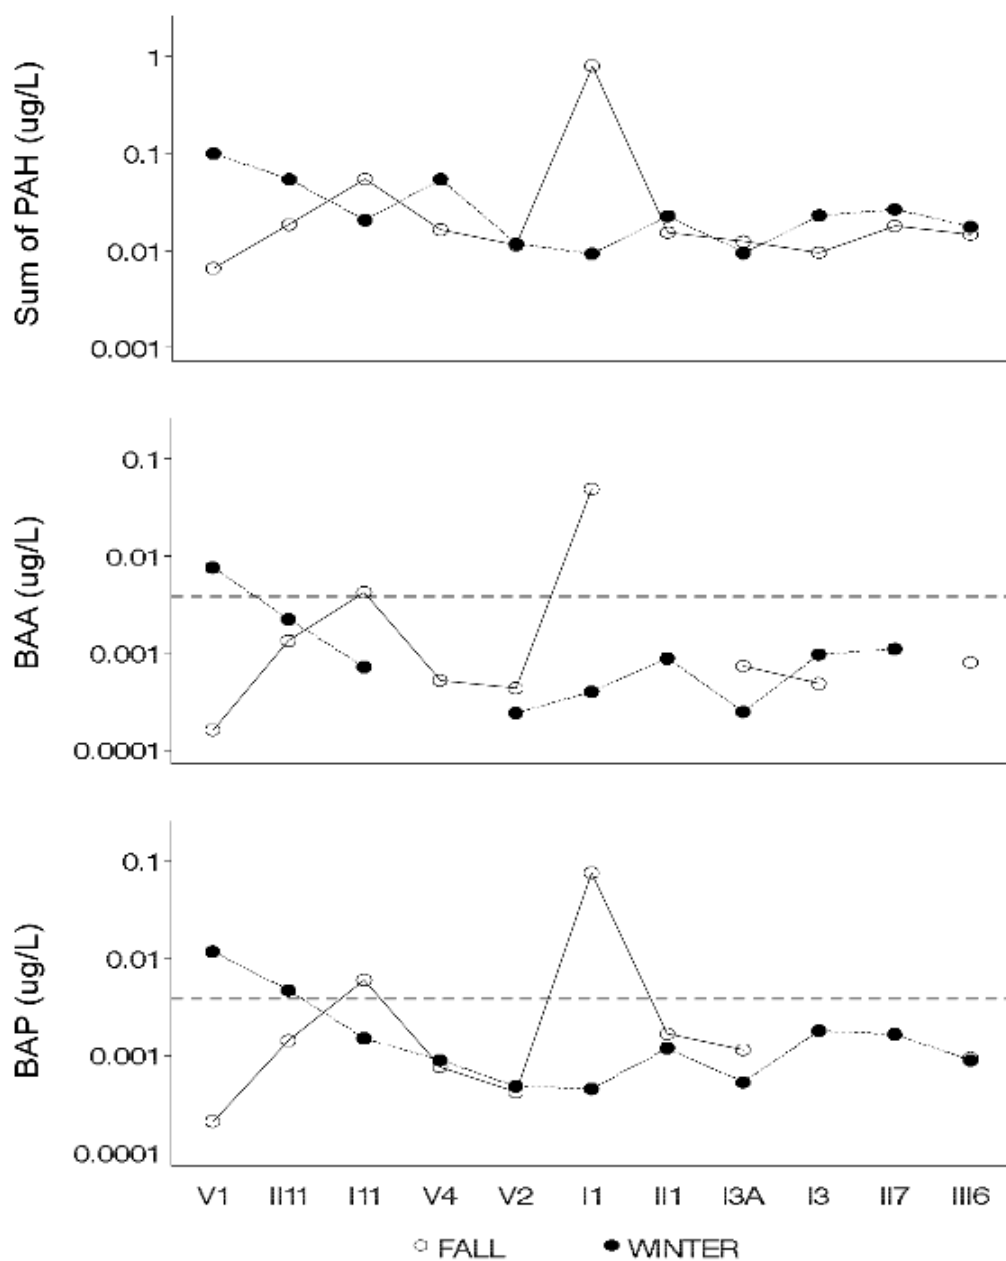 Sum of PAH (ug/L)
1
0.1
0.01
0.001
BAA (ug/L)
0.1
0.01
0.001
0.0001
BAP (ug/L)
0.1
0.01
0.001
0.0001
V1 II11 I11 V4 V2 I1 II1 I3A I3 II7 III6
FALL WINTER